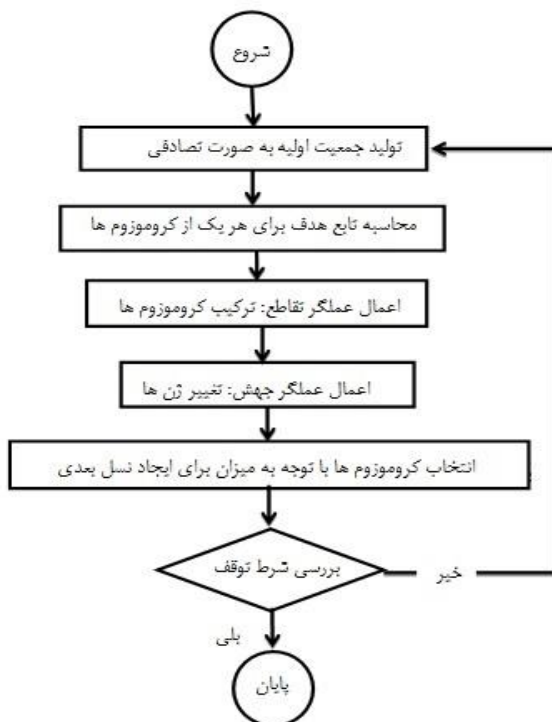 شروع
تولید جمعیت اولیه به صورت تصادقی
محاسبه تابع هدف برای هر یک از کروموزوم ها
اعمال عملگر تقاطع: ترکیب کروموزوم ها
اعمال عملگر جهش: تغییر ژن ها
انتخاب کروموزوم ها با توجه به میزان برای ایجاد نسل بعدی
بررسی شرط توقف
خیر
بلی
پایان